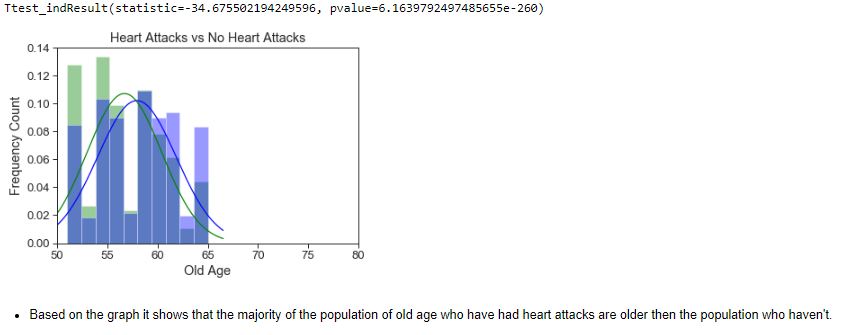 Ttest_indResult(statistic=-34.675502194249596, pvalue=6.1639792497485655e-260)
Heart Attacks vs No Heart Attacks
0.14
0.12
0.10
0.08
0.06
0.04
0.02
0.00
Frequency Count
50 55 60 65 70 75 80
Old Age
• Based on the graph it shows that the majority of the population of old age who have had heart attacks are older then the population who haven't.